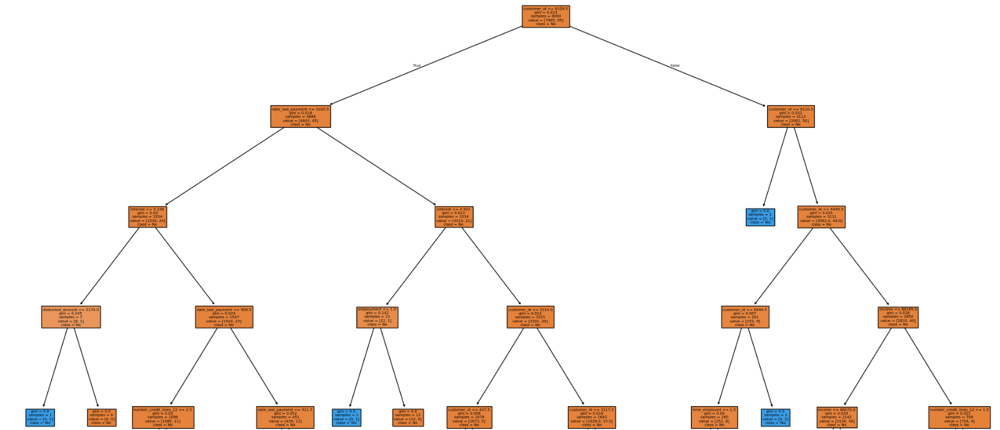 customer_id <= 6109.5
gini = 0.023
samples = 8000
value = [7905, 95]
class = No
True
False
date_last_payment <= 1020.5
gini = 0.018
samples = 4888
value = [4843, 45]
class = No
customer_id <= 6110.5
gini = 0.032
samples = 3112
value = [3062, 50]
class = No
interest <= 5.236
gini = 0.03
samples = 1554
value = [1530, 24]
class = No
interest <= 4.921
gini = 0.013
samples = 3334
value = [3313, 21]
class = No
gini = 0.0
samples = 1
value = [0, 1]
class = Yes
customer_id <= 6445.5
gini = 0.031
samples = 3111
value = [3062.0, 49.0]
class = No
disbursed_amount <= 2170.0
gini = 0.245
samples = 7
value = [6, 1]
class = No
date_last_payment <= 909.5
gini = 0.029
samples = 1547
value = [1524, 23]
class = No
employment <= 1.0
gini = 0.142
samples = 13
value = [12, 1]
class = No
customer_id <= 3114.0
gini = 0.012
samples = 3321
value = [3301, 20]
class = No
customer_id <= 6444.5
gini = 0.067
samples = 261
value = [252, 9]
class = No
income <= 86185.0
gini = 0.028
samples = 2850
value = [2810, 40]
class = No
gini = 0.0
samples = 1
value = [0, 1]
class = Yes
gini = 0.0
samples = 6
value = [6, 0]
class = No
number_credit_lines_12 <= 2.5
gini = 0.02
samples = 1096
value = [1085, 11]
class = No
date_last_payment <= 911.5
gini = 0.052
samples = 451
value = [439, 12]
class = No
gini = 0.0
samples = 1
value = [0, 1]
class = Yes
gini = 0.0
samples = 12
value = [12, 0]
class = No
customer_id <= 437.5
gini = 0.006
samples = 1678
value = [1673, 5]
class = No
customer_id <= 3117.5
gini = 0.018
samples = 1643
value = [1628.0, 15.0]
class = No
time_employed <= 1.5
gini = 0.06
samples = 260
value = [252, 8]
class = No
gini = 0.0
samples = 1
value = [0, 1]
class = Yes
income <= 86070.0
gini = 0.033
samples = 2142
value = [2106, 36]
class = No
number_credit_lines_12 <= 1.5
gini = 0.011
samples = 708
value = [704, 4]
class = No